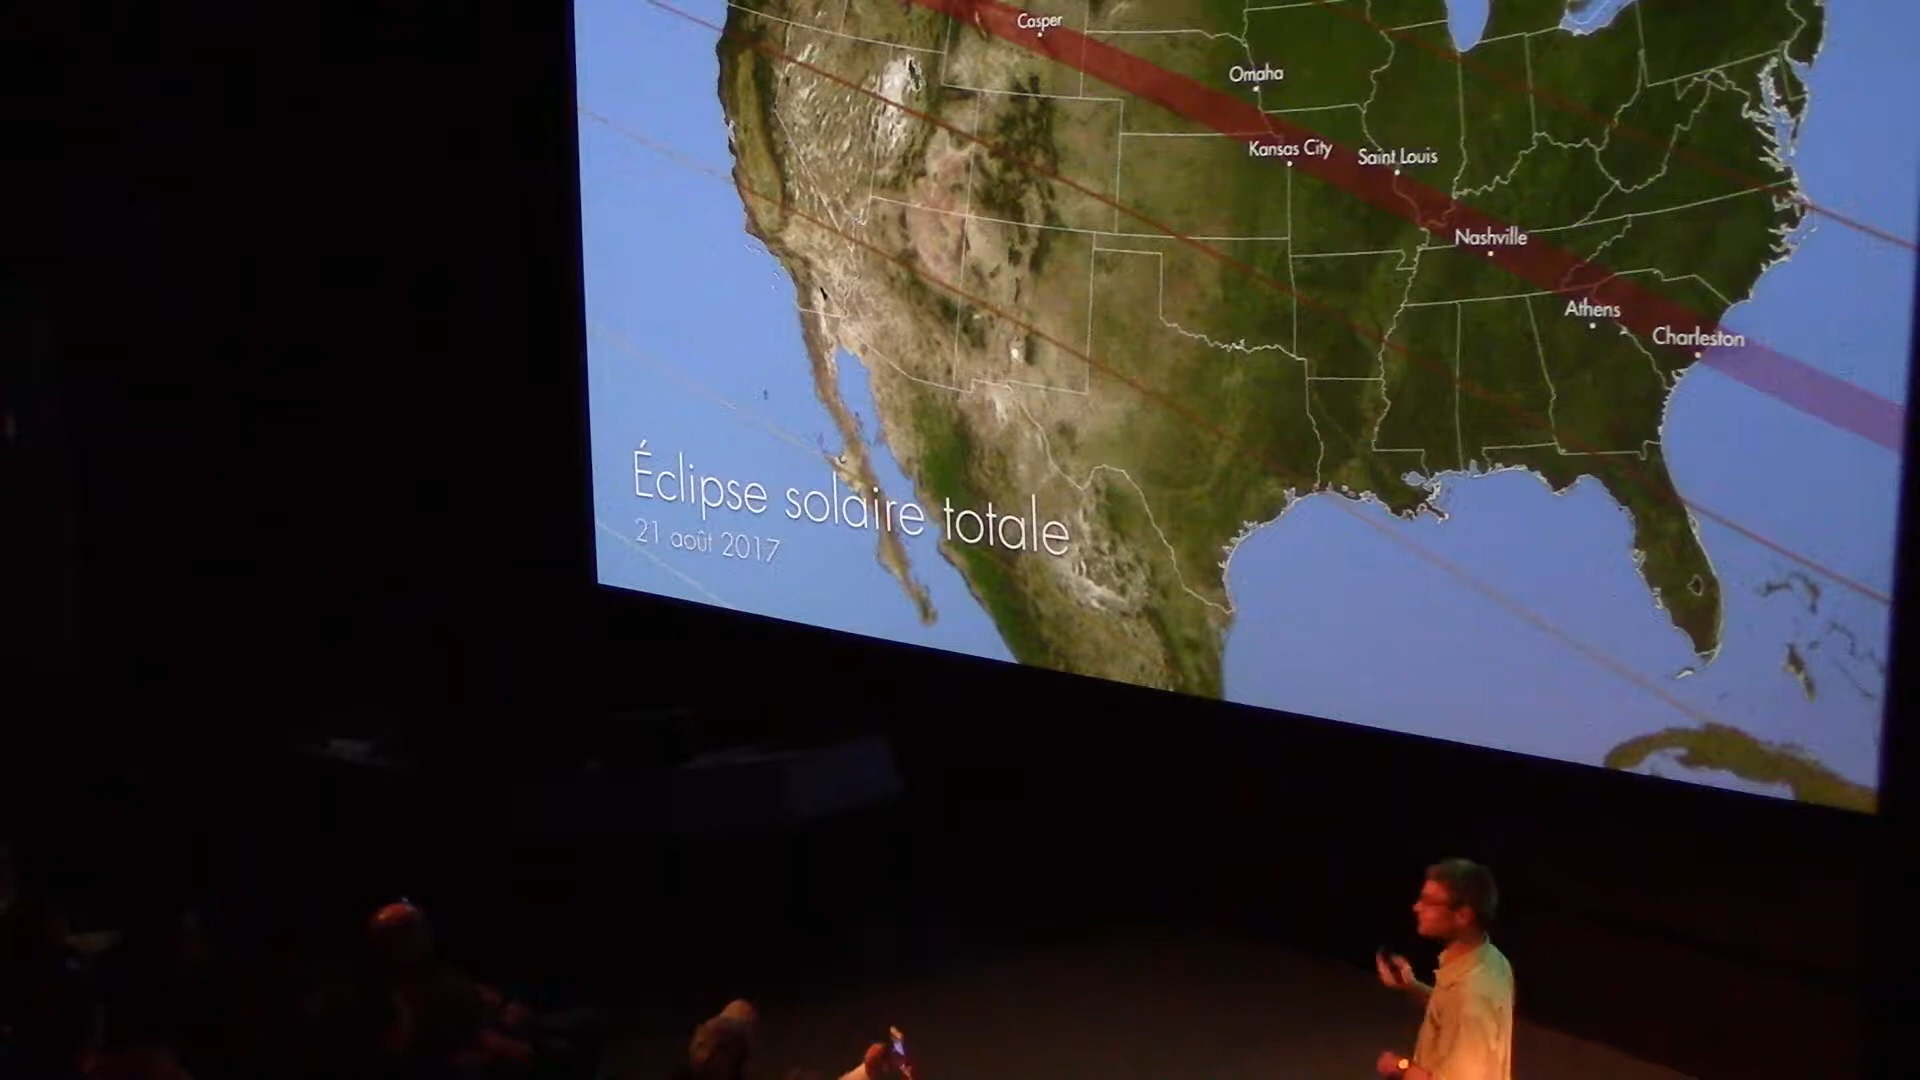 Casper
Omaha
Kansas City
Saint Louis
Nashville
Athens
Charleston
Éclipse solaire totale
21 août 2017